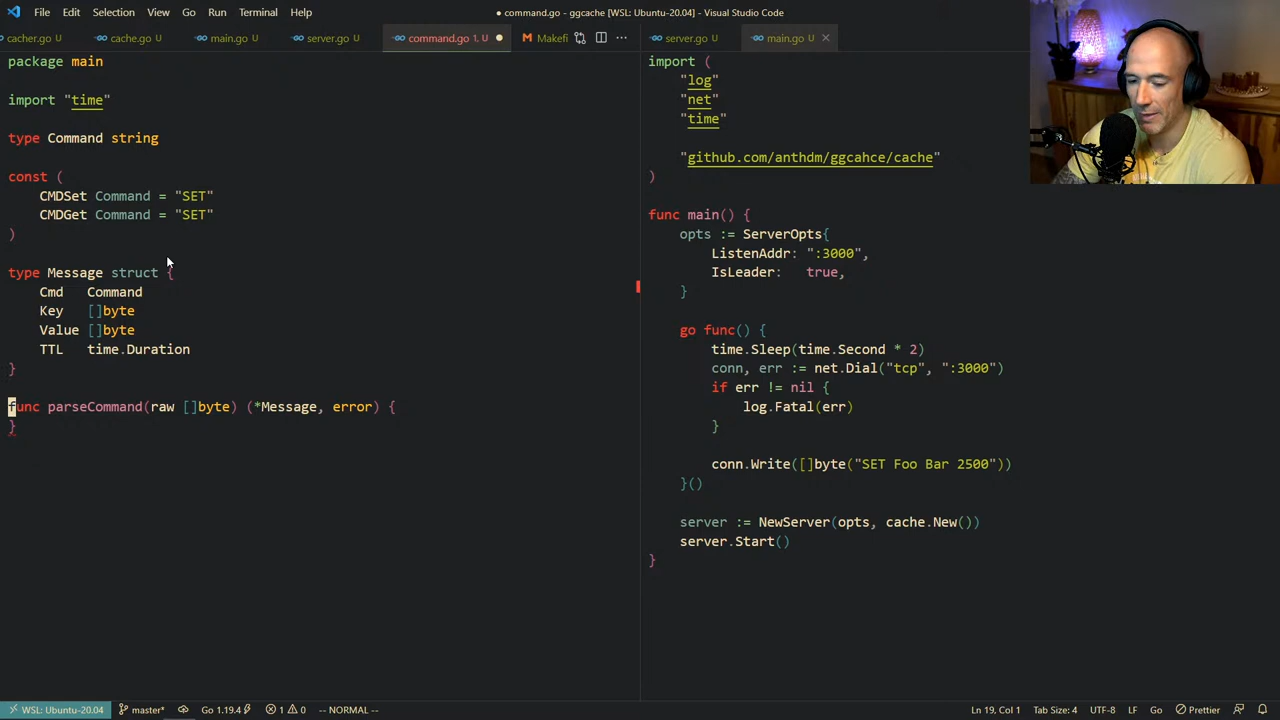 File Edit Selection View Go Run Terminal Help
● command.go - ggcache [WSL: Ubuntu-20.04] - Visual Studio Code
cacher.go U cache.go U main.go U server.go U command.go 1, U ● Makefi ···
package main
import "time"
type Command string
const (
CMDSet Command = "SET"
CMDGet Command = "SET"
)
type Message struct {
Cmd Command
Key []byte
Value []byte
TTL time.Duration
}
func parseCommand(raw []byte) (*Message, error) {
}
server.go U main.go U ×
import (
"log"
"net"
"time"
"github.com/anthdm/ggcahce/cache"
)
func main() {
opts := ServerOpts{
ListenAddr: ":3000",
IsLeader: true,
}
go func() {
time.Sleep(time.Second * 2)
conn, err := net.Dial("tcp", ":3000")
if err != nil {
log.Fatal(err)
}
conn.Write([]byte("SET Foo Bar 2500"))
}()
server := NewServer(opts, cache.New())
server.Start()
}
WSL: Ubuntu-20.04 master* Go 1.19.4 1 0 -- NORMAL -- Ln 19, Col 1 Tab Size: 4 UTF-8 LF Go Prettier